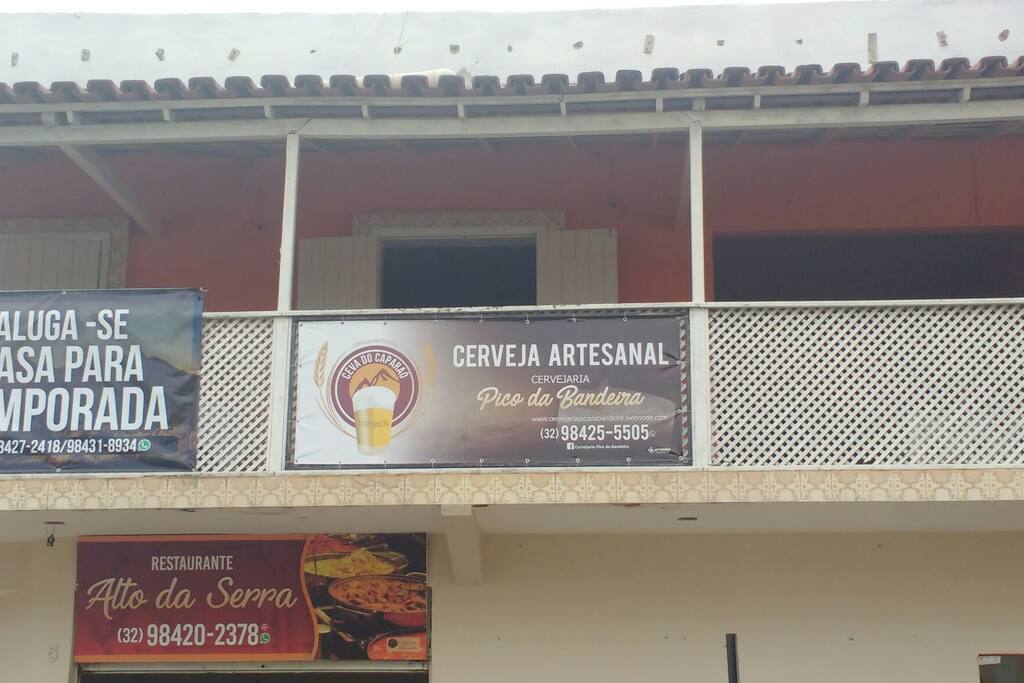 ALUGA -SE
ASA PARA
MPORADA
8427-2418/98431-8934
CEVA DO CAPARAÓ
CERVEJA ARTESANAL
CERVEJARIA
Pico da Bandeira
www.cervejariapicodabandeira.webnode.com
(32) 98425-5505
Cervejaria Pico da Bandeira
RESTAURANTE
Alto da Serra
(32) 98420-2378